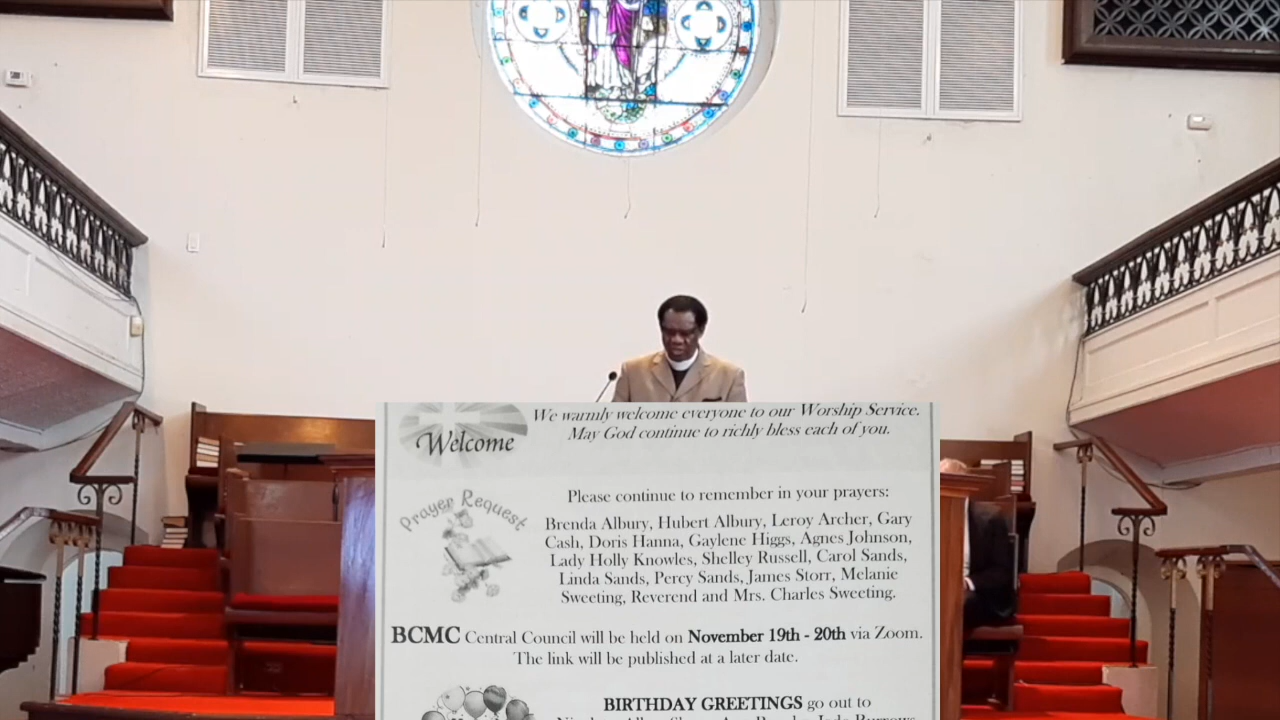 We warmly welcome everyone to our Worship Service.
May God continue to richly bless each of you.
Welcome
Prayer Request
Please continue to remember in your prayers:
Brenda Albury, Hubert Albury, Leroy Archer, Gary
Cash, Doris Hanna, Gaylene Higgs, Agnes Johnson,
Lady Holly Knowles, Shelley Russell, Carol Sands,
Linda Sands, Percy Sands, James Storr, Melanie
Sweeting, Reverend and Mrs. Charles Sweeting.
BCMC Central Council will be held on November 19th - 20th via Zoom.
The link will be published at a later date.
BIRTHDAY GREETINGS go out to